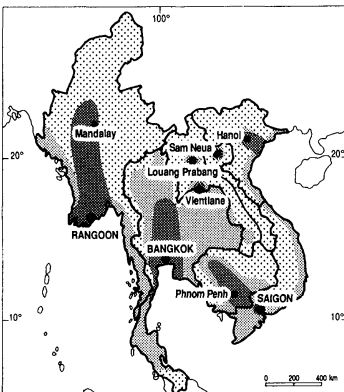 100°
10°
Mandalay
Hanoi
Sam Neua
20°
20°
Louang Prabang
Vientiane
RANGOON
BANGKOK
Phnom Penh
SAIGON
10°
10°
0 200 400 km